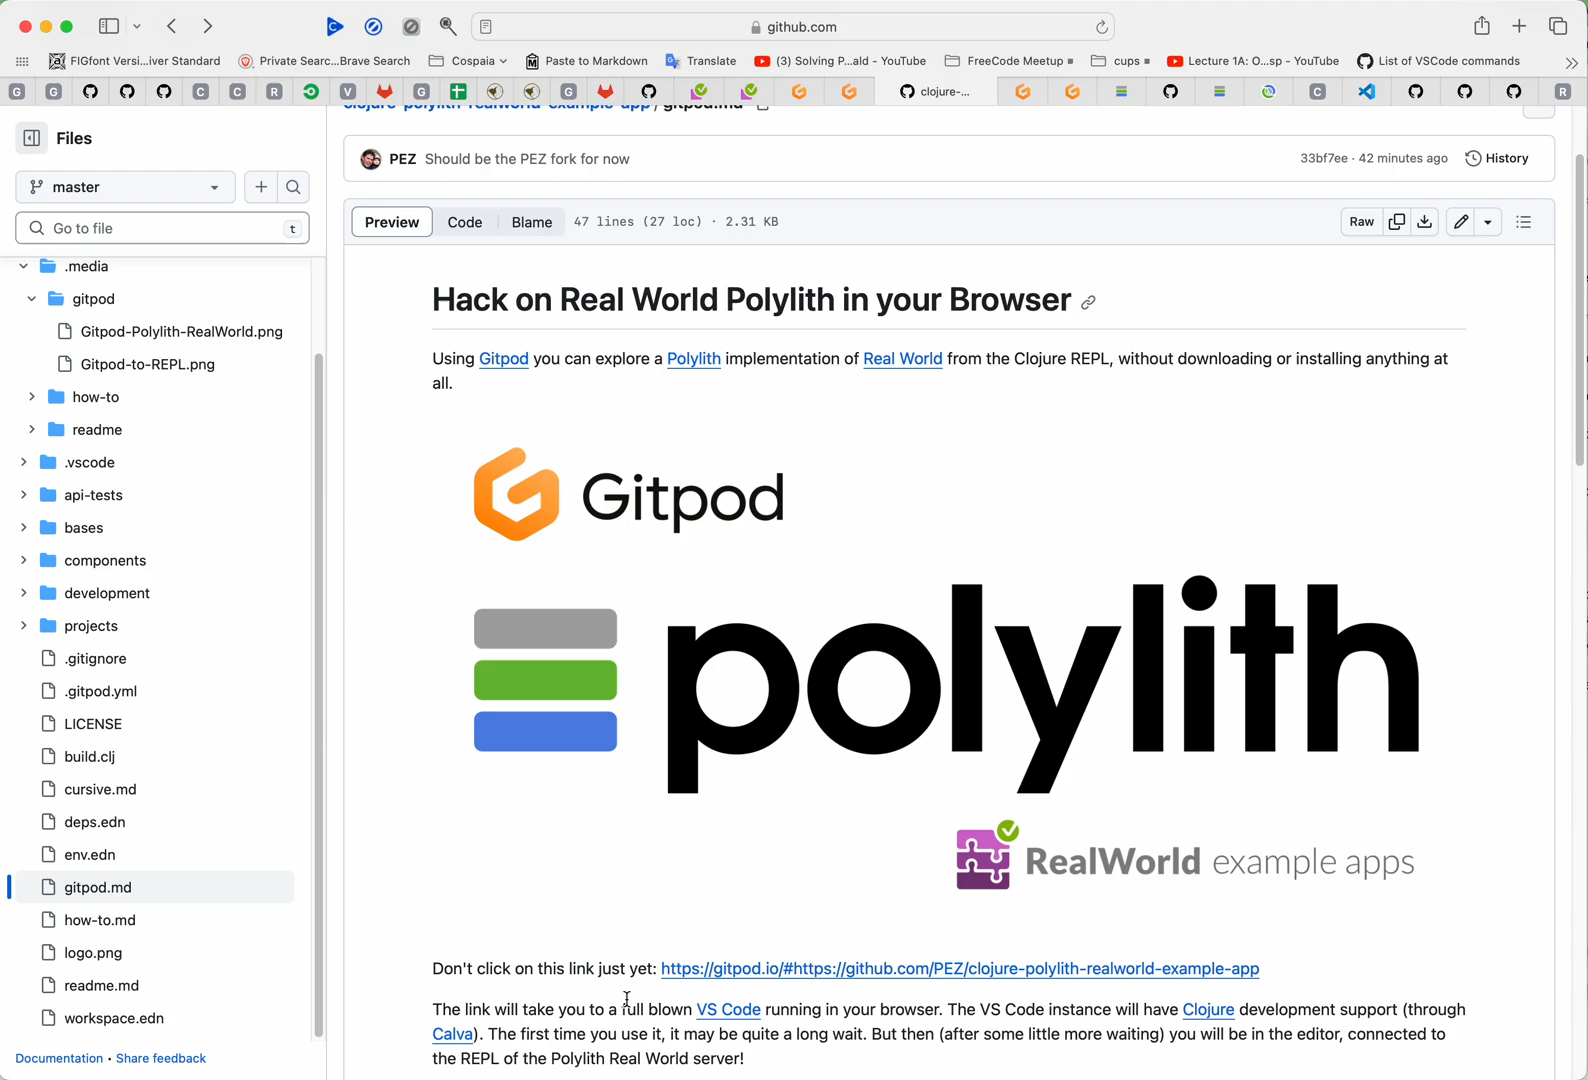 github.com
FIGfont Versi...iver Standard
Private Searc...Brave Search
Cospaia
Paste to Markdown
Translate
(3) Solving P...ald - YouTube
FreeCode Meetup
cups
Lecture 1A: O...sp - YouTube
List of VSCode commands
clojure-...
clojure-polylith-realworld-example-app / gitpod.md
Files
master
Go to file
t
.media
gitpod
Gitpod-Polylith-RealWorld.png
Gitpod-to-REPL.png
how-to
readme
.vscode
api-tests
bases
components
development
projects
.gitignore
.gitpod.yml
LICENSE
build.clj
cursive.md
deps.edn
env.edn
gitpod.md
how-to.md
logo.png
readme.md
workspace.edn
Documentation • Share feedback
PEZ Should be the PEZ fork for now
33bf7ee · 42 minutes ago
History
Preview
Code
Blame
47 lines (27 loc) · 2.31 KB
Raw
Hack on Real World Polylith in your Browser
Using Gitpod you can explore a Polylith implementation of Real World from the Clojure REPL, without downloading or installing anything at
all.
Gitpod
polylith
RealWorld example apps
Don't click on this link just yet: https://gitpod.io/#https://github.com/PEZ/clojure-polylith-realworld-example-app
The link will take you to a full blown VS Code running in your browser. The VS Code instance will have Clojure development support (through
Calva). The first time you use it, it may be quite a long wait. But then (after some little more waiting) you will be in the editor, connected to
the REPL of the Polylith Real World server!